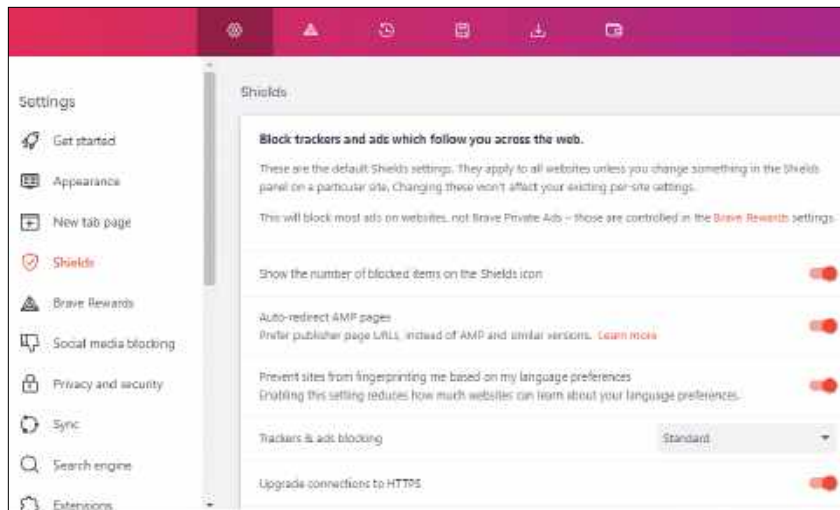 Settings
Get started
Appearance
New tab page
Shields
Brave Rewards
Social media blocking
Privacy and security
Sync
Search engine
Extensions
Shields
Block trackers and ads which follow you across the web.
These are the default Shields settings. They apply to all websites unless you change something in the Shields
panel on a particular site. Changing these won't affect your existing per-site settings.
This will block most ads on websites, not Brave Private Ads – those are controlled in the Brave Rewards settings.
Show the number of blocked items on the Shields icon
Auto-redirect AMP pages
Prefer publisher page URLs, instead of AMP and similar versions. Learn more
Prevent sites from fingerprinting me based on my language preferences
Enabling this setting reduces how much websites can learn about your language preferences.
Trackers & ads blocking
Standard
Upgrade connections to HTTPS